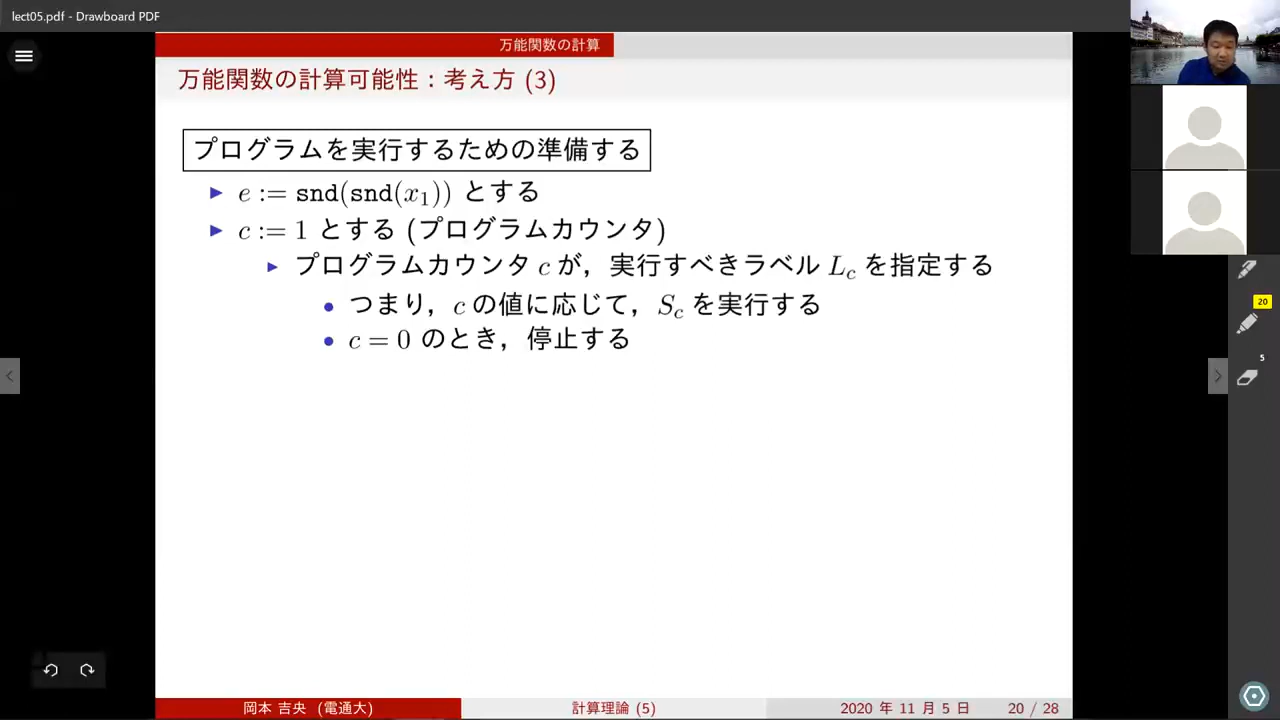 lect05.pdf - Drawboard PDF
万能関数の計算
万能関数の計算可能性：考え方 (3)
プログラムを実行するための準備する
e := snd(snd(x₁)) とする
c := 1 とする (プログラムカウンタ)
プログラムカウンタ c が，実行すべきラベル L_c を指定する
つまり，c の値に応じて，S_c を実行する
c = 0 のとき，停止する
20
5
岡本 吉央 (電通大)
計算理論 (5)
2020 年 11 月 5 日
20 / 28